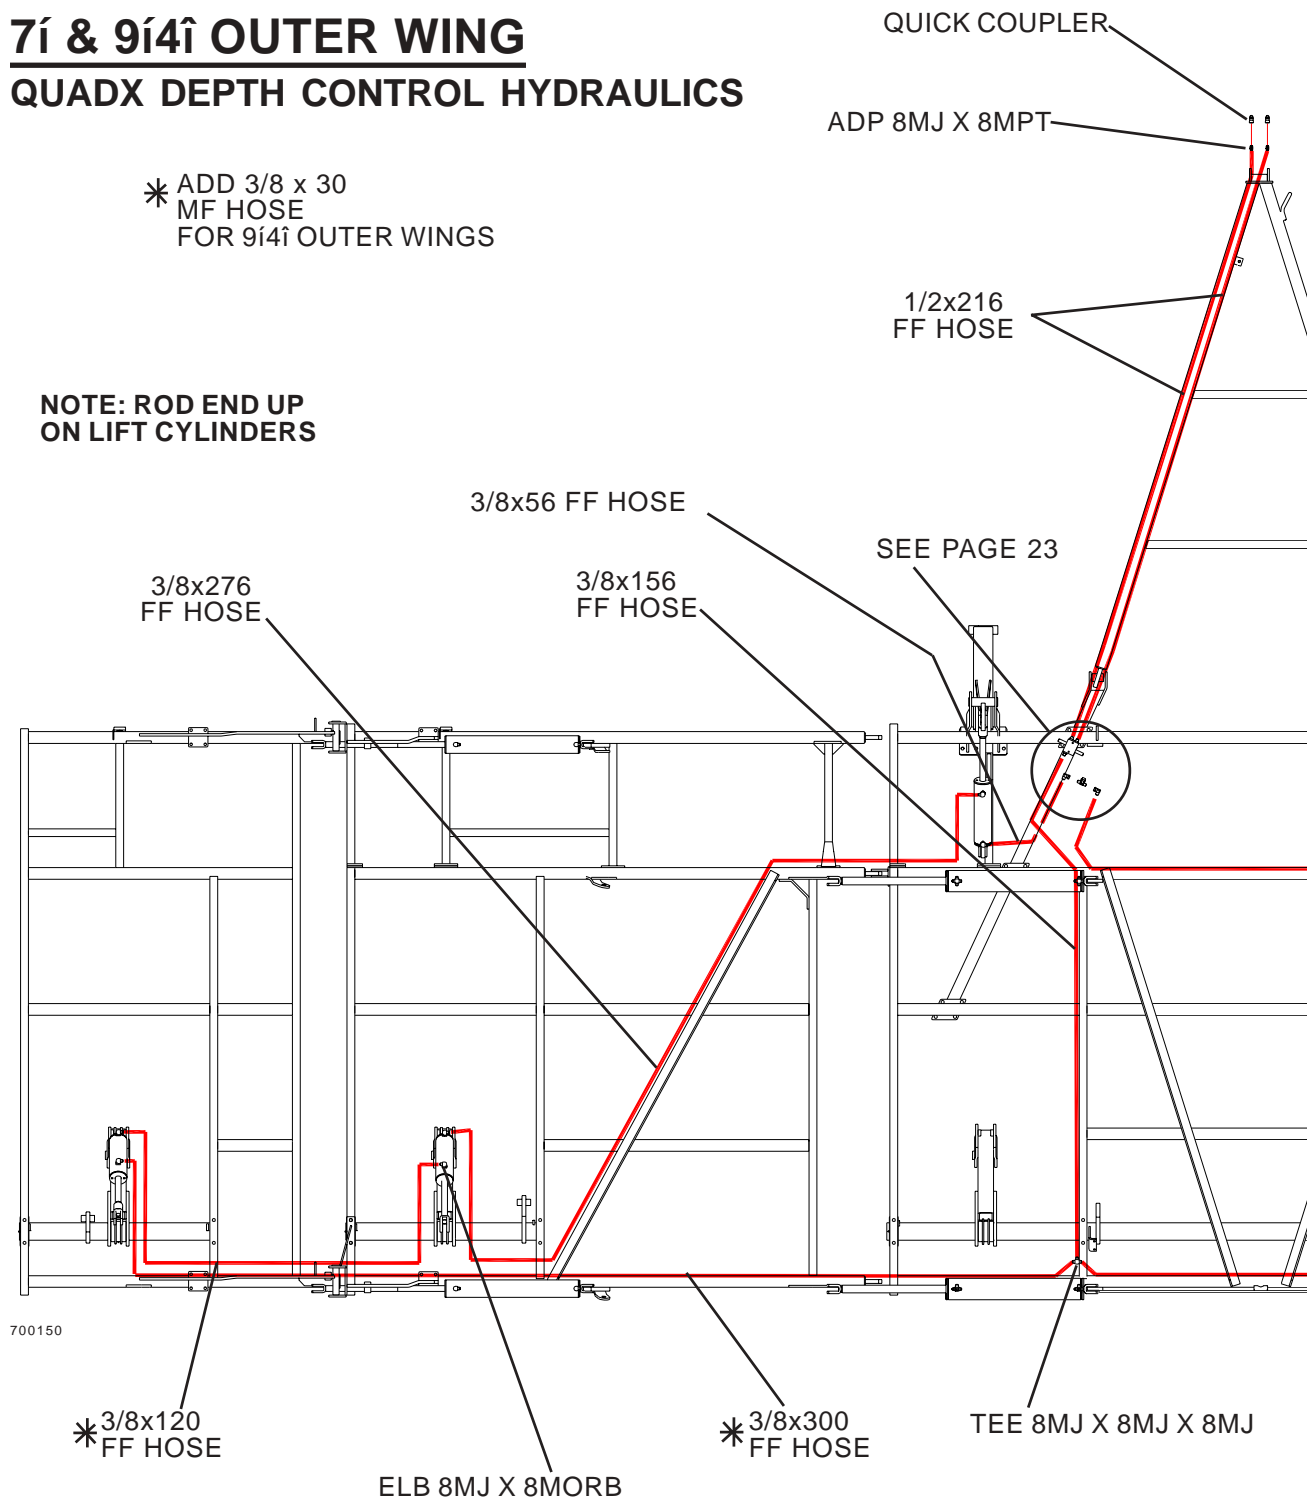 7í & 9í4î OUTER WING
QUADX DEPTH CONTROL HYDRAULICS
QUICK COUPLER
ADP 8MJ X 8MPT
* ADD 3/8 x 30
MF HOSE
FOR 9í4î OUTER WINGS
1/2x216
FF HOSE
NOTE: ROD END UP
ON LIFT CYLINDERS
3/8x56 FF HOSE
SEE PAGE 23
3/8x276
FF HOSE
3/8x156
FF HOSE
700150
* 3/8x120
FF HOSE
* 3/8x300
FF HOSE
TEE 8MJ X 8MJ X 8MJ
ELB 8MJ X 8MORB